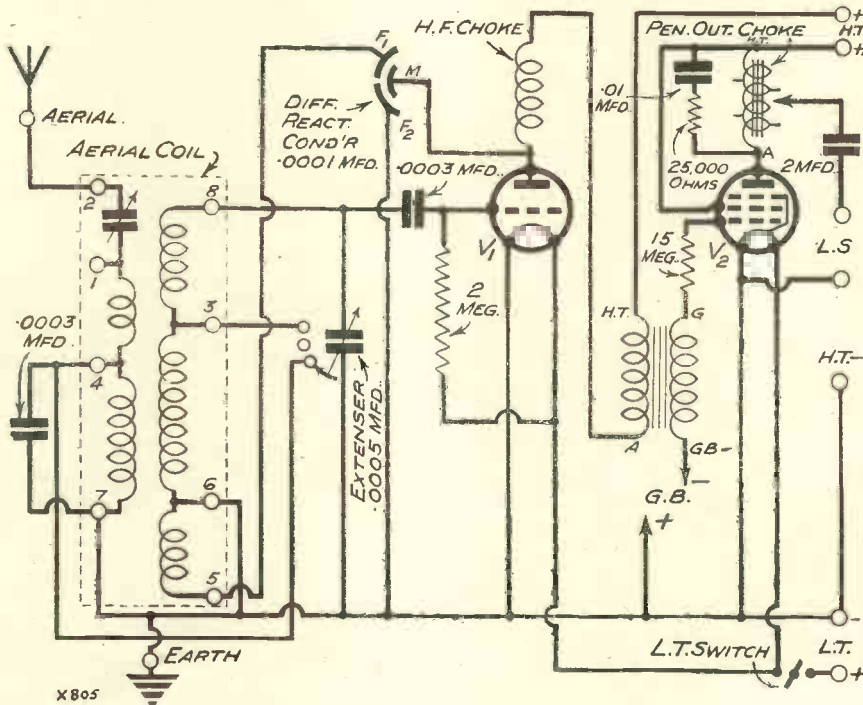 AERIAL.
AERIAL COIL
2
1
.0003
MFD.
4
7
8
3
6
5
EARTH
X805
F1
M
F2
DIFF.
REACT.
COND'R
.0001 MFD.
.0003 MFD.
2
MEG.
EXTENSER
.0005 MFD.
H.F. CHOKE
V1
H.T.
A
G
GB-
G.B.
-
+
.01
MFD.
25,000
OHMS
PEN. OUT. CHOKE
H.T.
A
15
MEG.
V2
2 MFD.
+
H.T.
+
L.S
H.T.-
-
L.T.
+
L.T. SWITCH